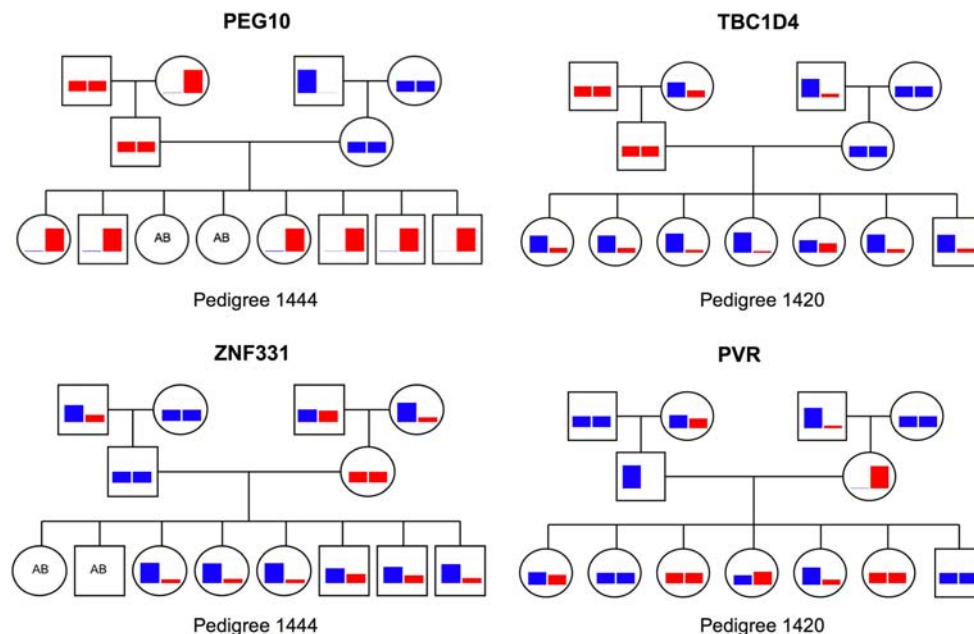 PEG10
TBC1D4
AB AB
Pedigree 1444
Pedigree 1420
ZNF331
PVR
AB AB
Pedigree 1444
Pedigree 1420